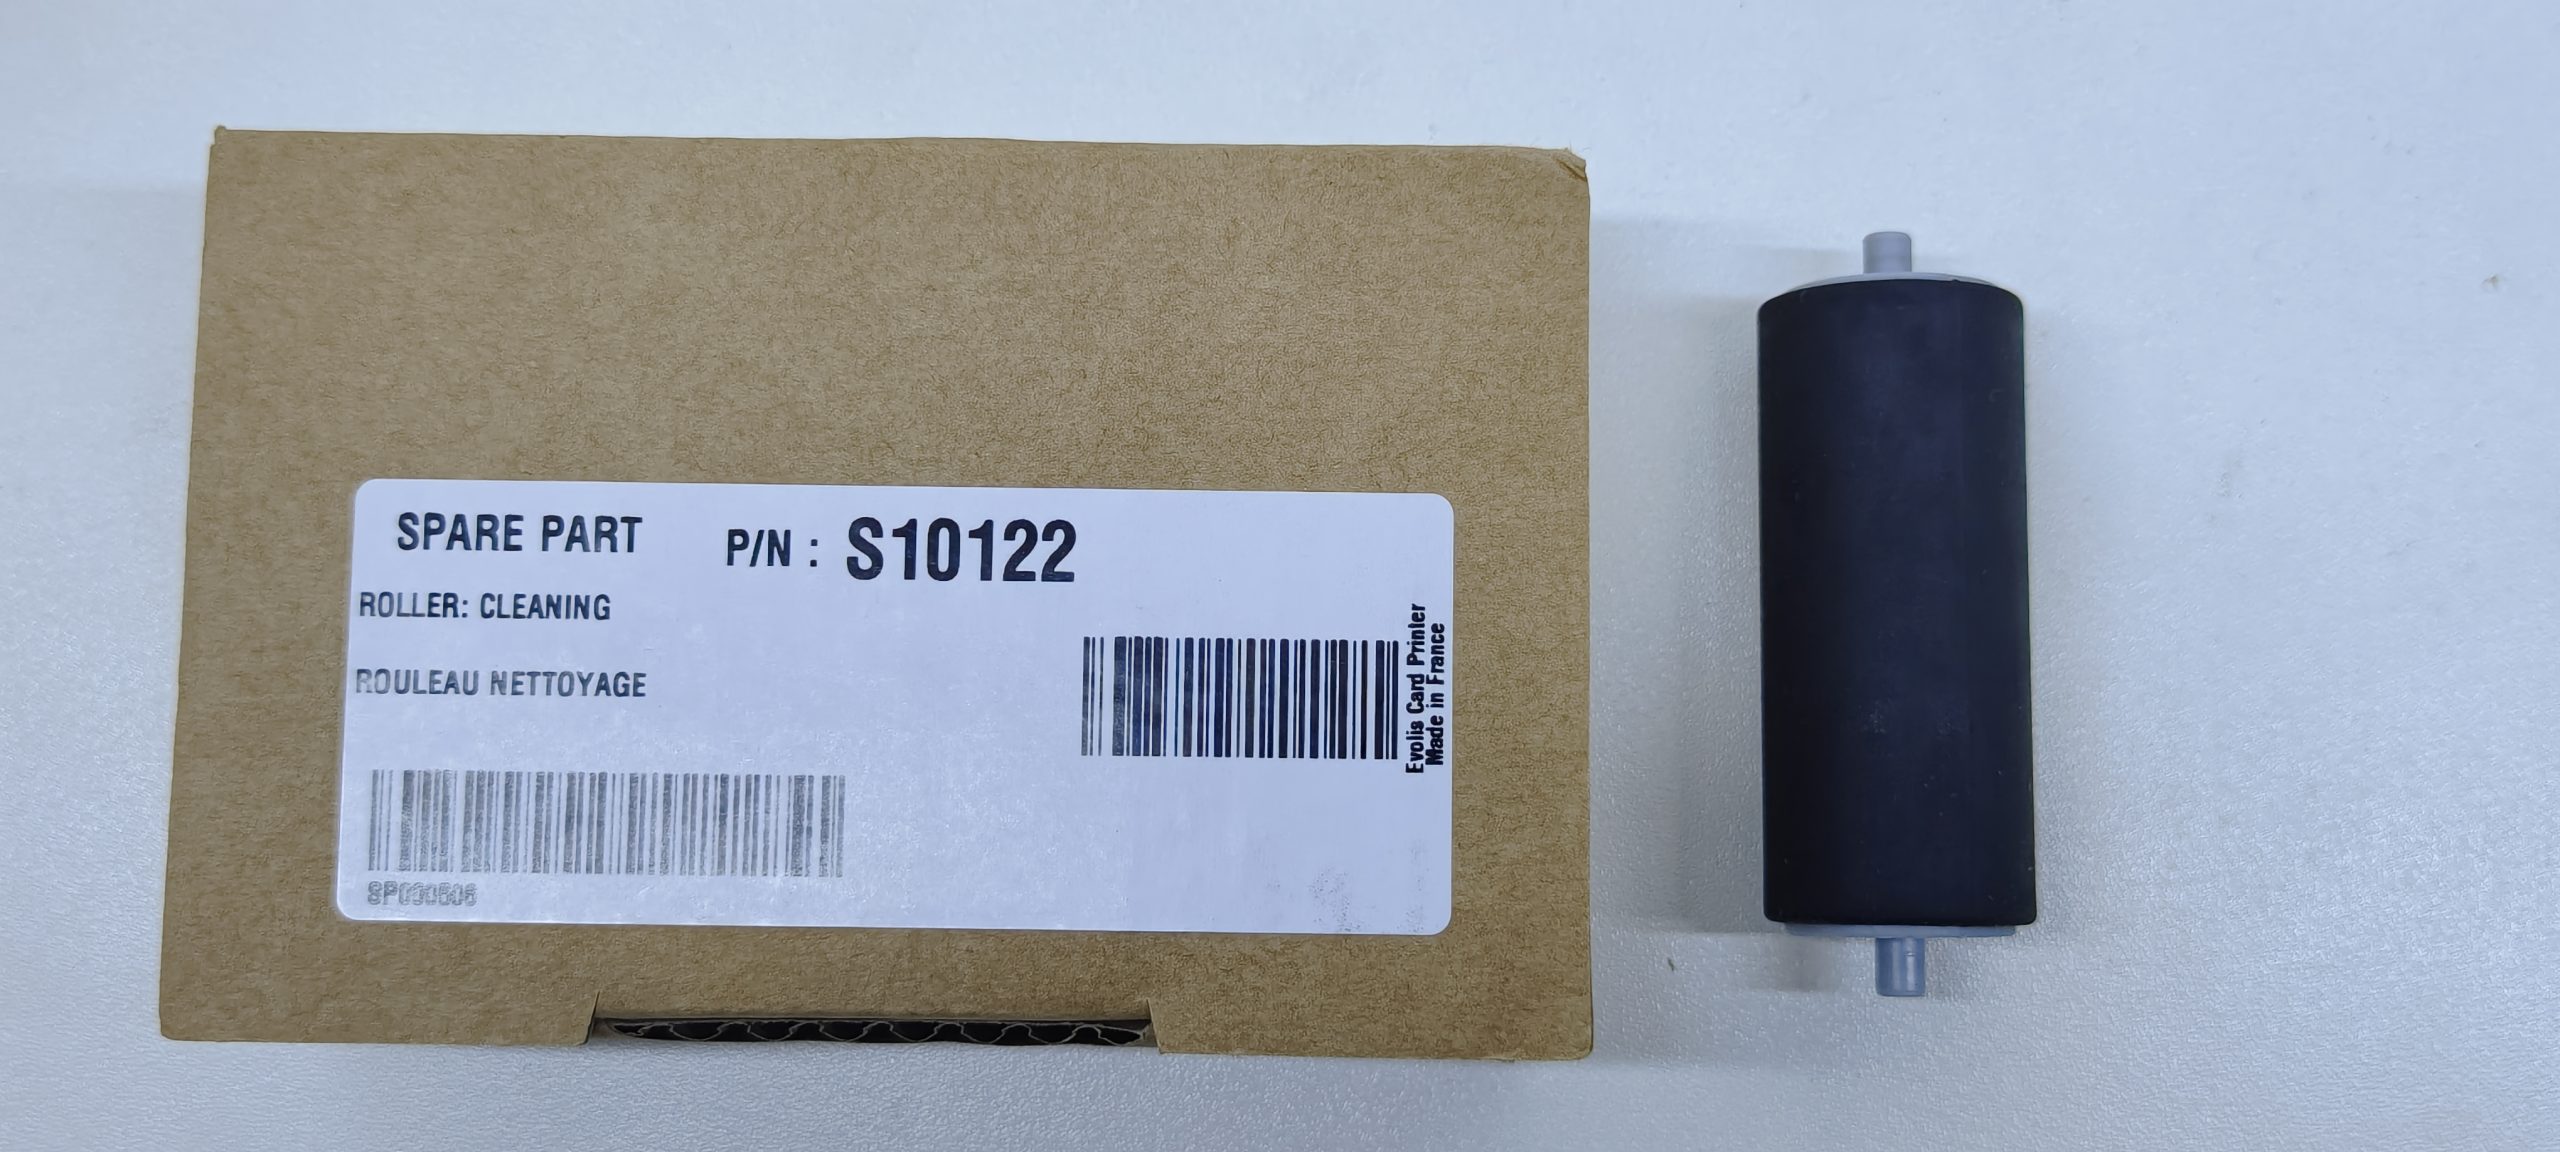 SPARE PART P/N : S10122
ROLLER: CLEANING
ROULEAU NETTOYAGE
Evolis Card Printer
Made in France